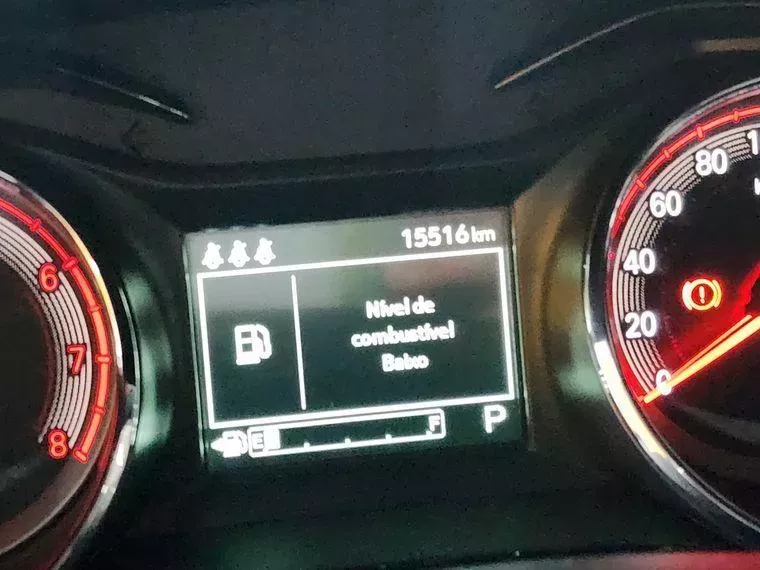 15516 km
Nível de
combustível
Baixo
E F
P
6
7
8
80
60
40
20
0